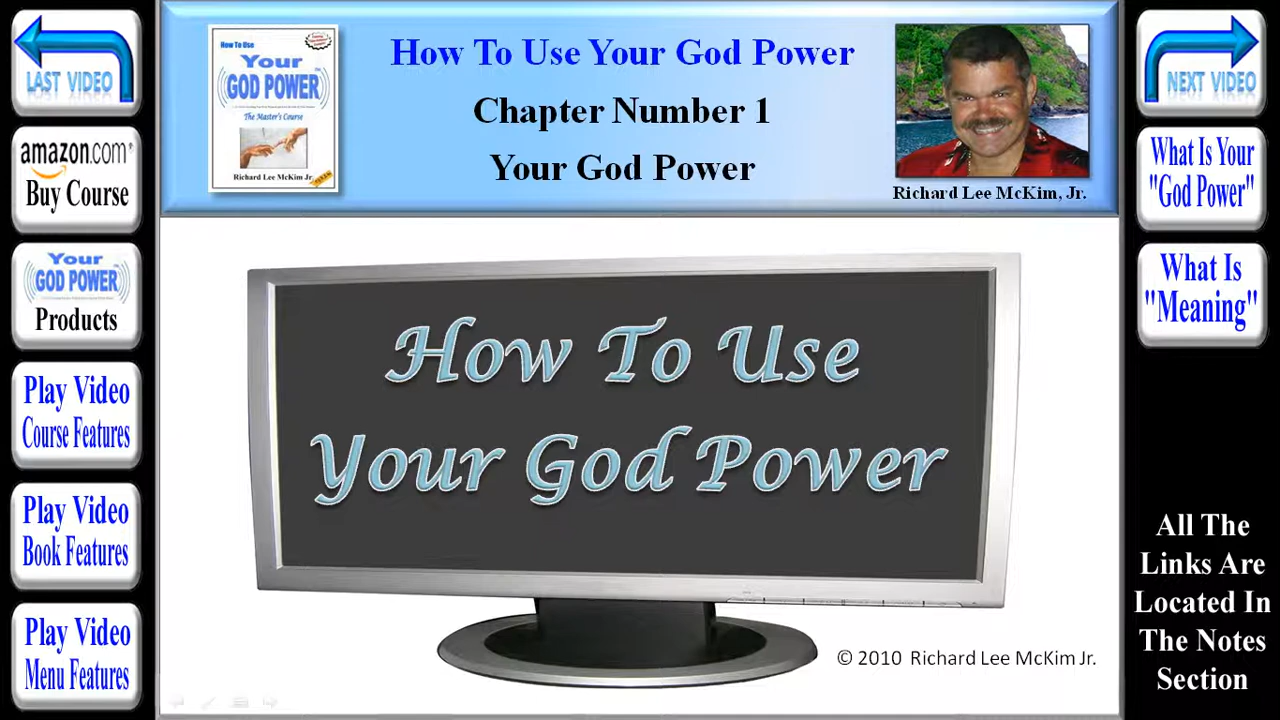 LAST VIDEO
amazon.com
Buy Course
Your
GOD POWER
Products
Play Video
Course Features
Play Video
Book Features
Play Video
Menu Features
How To Use
Your
GOD POWER
The Master's Course
Richard Lee McKim Jr.
How To Use Your God Power
Chapter Number 1
Your God Power
Richard Lee McKim, Jr.
How To Use
Your God Power
© 2010 Richard Lee McKim Jr.
NEXT VIDEO
What Is Your
"God Power"
What Is
"Meaning"
All The
Links Are
Located In
The Notes
Section